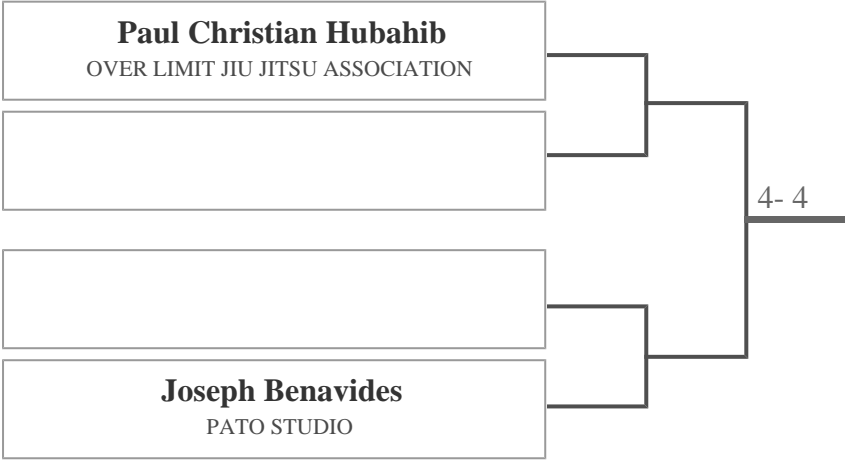 Paul Christian Hubahib
OVER LIMIT JIU JITSU ASSOCIATION
4- 4
Joseph Benavides
PATO STUDIO